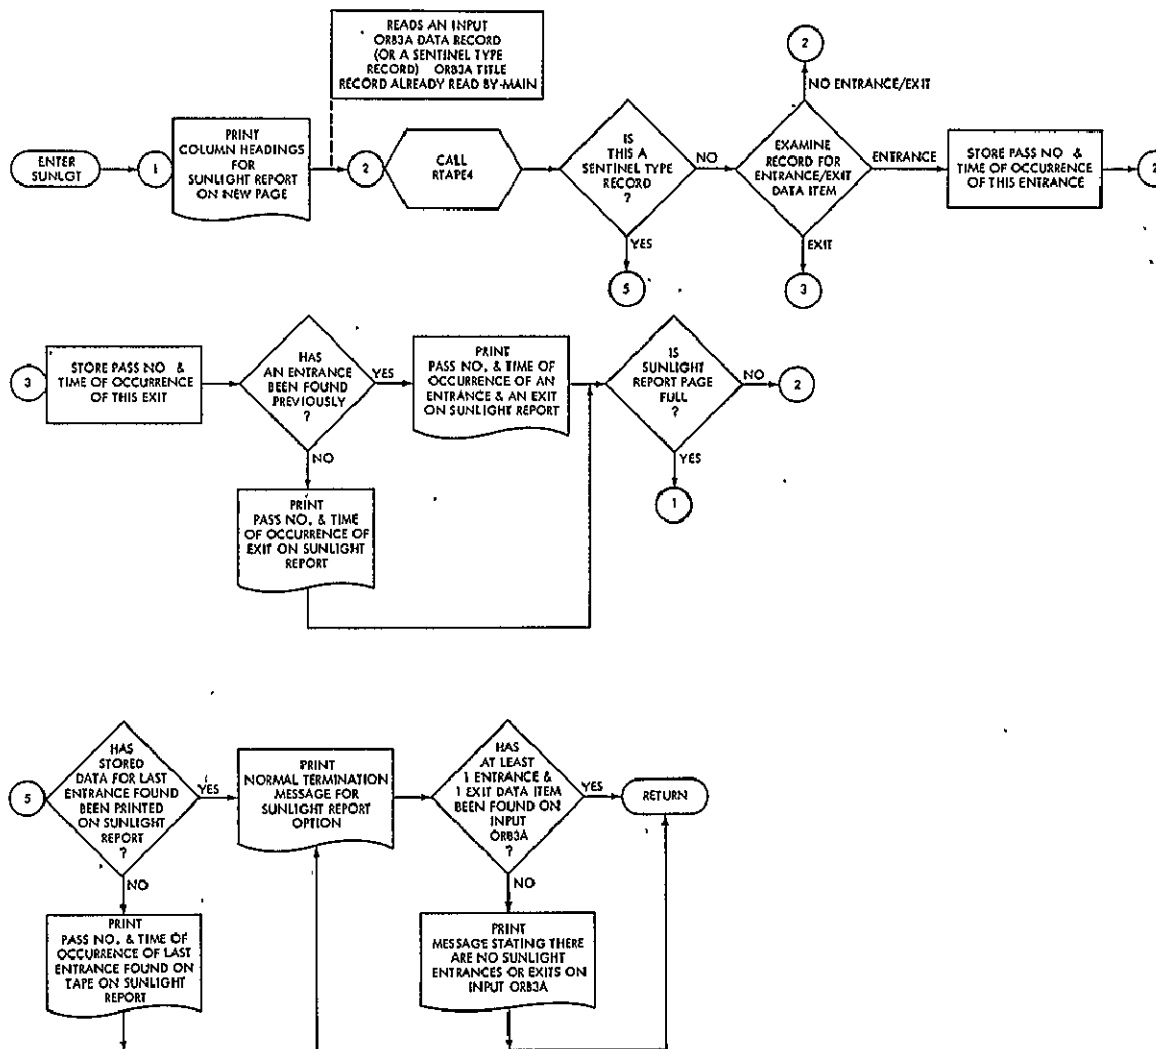 READS AN INPUT
ORB3A DATA RECORD
(OR A SENTINEL TYPE
RECORD) ORB3A TITLE
RECORD ALREADY READ BY-MAIN
ENTER
SUNLGT
1
PRINT
COLUMN HEADINGS
FOR
SUNLIGHT REPORT
ON NEW PAGE
2
CALL
RTAPE4
IS
THIS A
SENTINEL TYPE
RECORD
?
NO
YES
5
2
NO ENTRANCE/EXIT
EXAMINE
RECORD FOR
ENTRANCE/EXIT
DATA ITEM
ENTRANCE
EXIT
3
STORE PASS NO &
TIME OF OCCURRENCE
OF THIS ENTRANCE
2
3
STORE PASS NO &
TIME OF OCCURRENCE
OF THIS EXIT
HAS
AN ENTRANCE
BEEN FOUND
PREVIOUSLY
?
YES
NO
PRINT
PASS NO. & TIME OF
OCCURRENCE OF AN
ENTRANCE & AN EXIT
ON SUNLIGHT REPORT
IS
SUNLIGHT
REPORT PAGE
FULL
?
NO
2
YES
1
PRINT
PASS NO. & TIME
OF OCCURRENCE OF
EXIT ON SUNLIGHT
REPORT
5
HAS
STORED
DATA FOR LAST
ENTRANCE FOUND
BEEN PRINTED
ON SUNLIGHT
REPORT
?
YES
NO
PRINT
NORMAL TERMINATION
MESSAGE FOR
SUNLIGHT REPORT
OPTION
HAS
AT LEAST
1 ENTRANCE &
1 EXIT DATA ITEM
BEEN FOUND ON
INPUT
ORB3A
?
YES
RETURN
NO
PRINT
PASS NO. & TIME OF
OCCURRENCE OF LAST
ENTRANCE FOUND ON
TAPE ON SUNLIGHT
REPORT
PRINT
MESSAGE STATING THERE
ARE NO SUNLIGHT
ENTRANCES OR EXITS ON
INPUT ORB3A